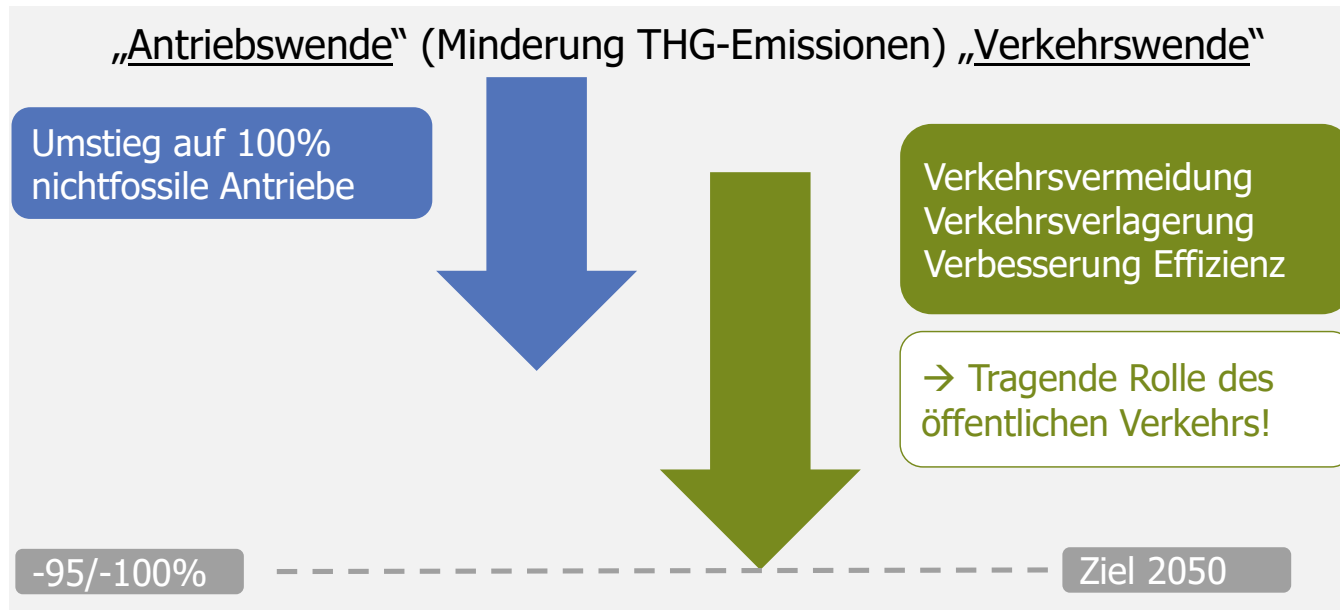 „Antriebswende“ (Minderung THG-Emissionen) „Verkehrswende“
Umstieg auf 100%
nichtfossile Antriebe
Verkehrsvermeidung
Verkehrsverlagerung
Verbesserung Effizienz
→ Tragende Rolle des
öffentlichen Verkehrs!
-95/-100%
Ziel 2050